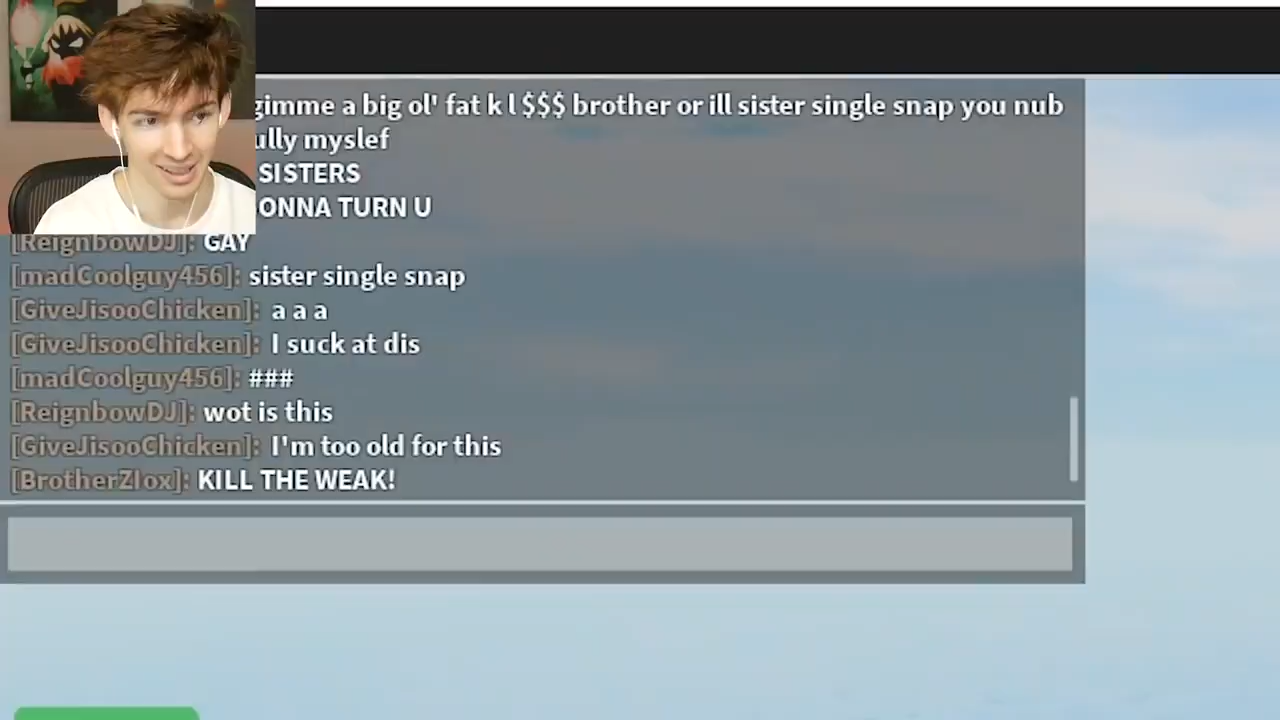 gimme a big ol' fat k l $$$ brother or ill sister single snap you nub
ully myslef
SISTERS
ONNA TURN U
[ReignbowDJ]: GAY
[madCoolguy456]: sister single snap
[GiveJisooChicken]: a a a
[GiveJisooChicken]: I suck at dis
[madCoolguy456]: ###
[ReignbowDJ]: wot is this
[GiveJisooChicken]: I'm too old for this
[BrotherZIox]: KILL THE WEAK!